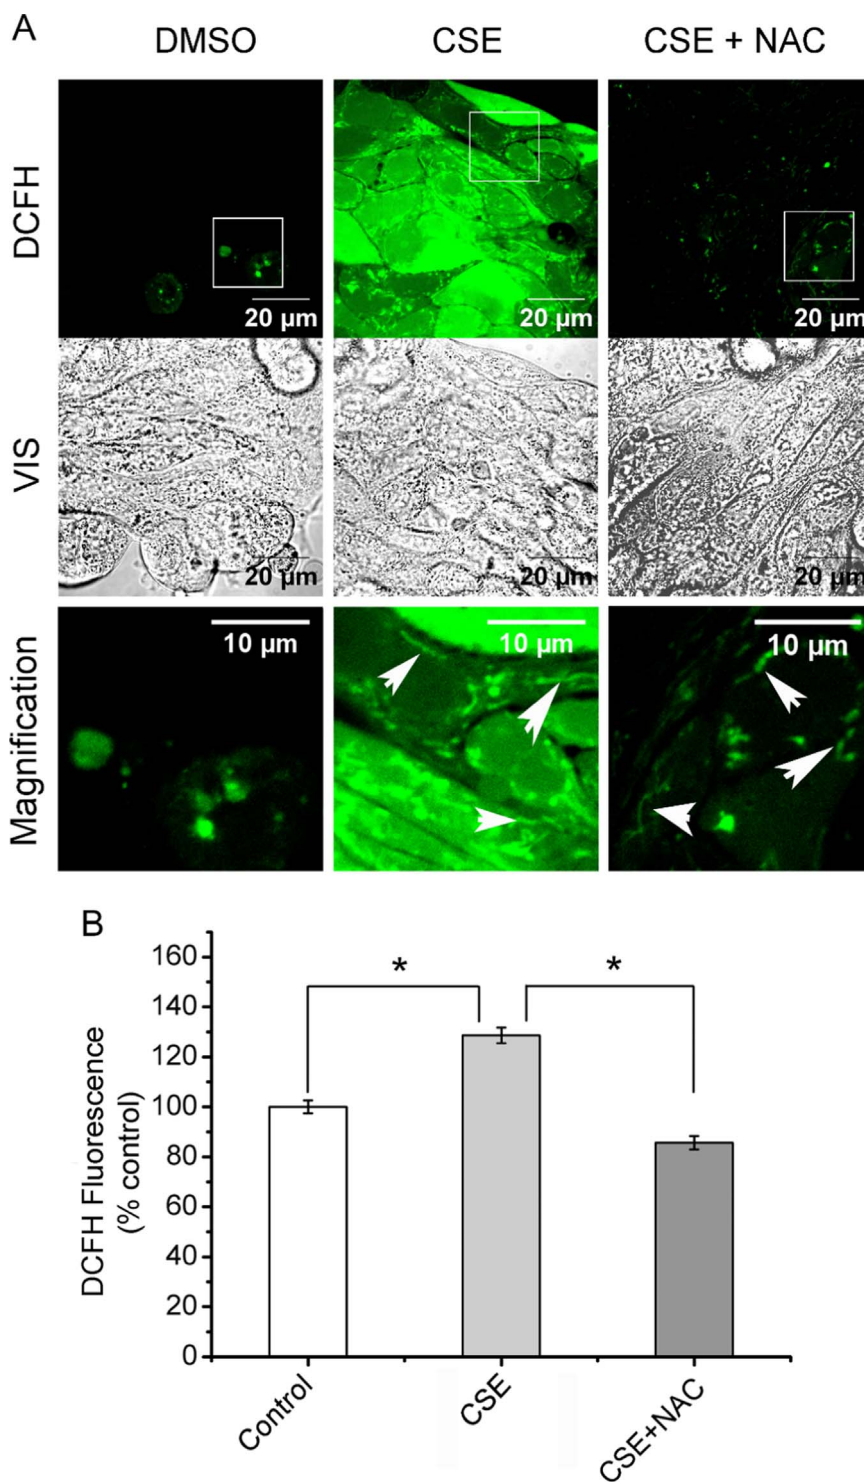 A
DMSO CSE CSE + NAC
DCFH
20 µm 20 µm 20 µm
VIS
20 µm 20 µm 20 µm
Magnification
10 µm 10 µm 10 µm
B
DCFH Fluorescence
(% control)
160
140
120
100
80
60
40
20
0
* *
Control CSE CSE+NAC